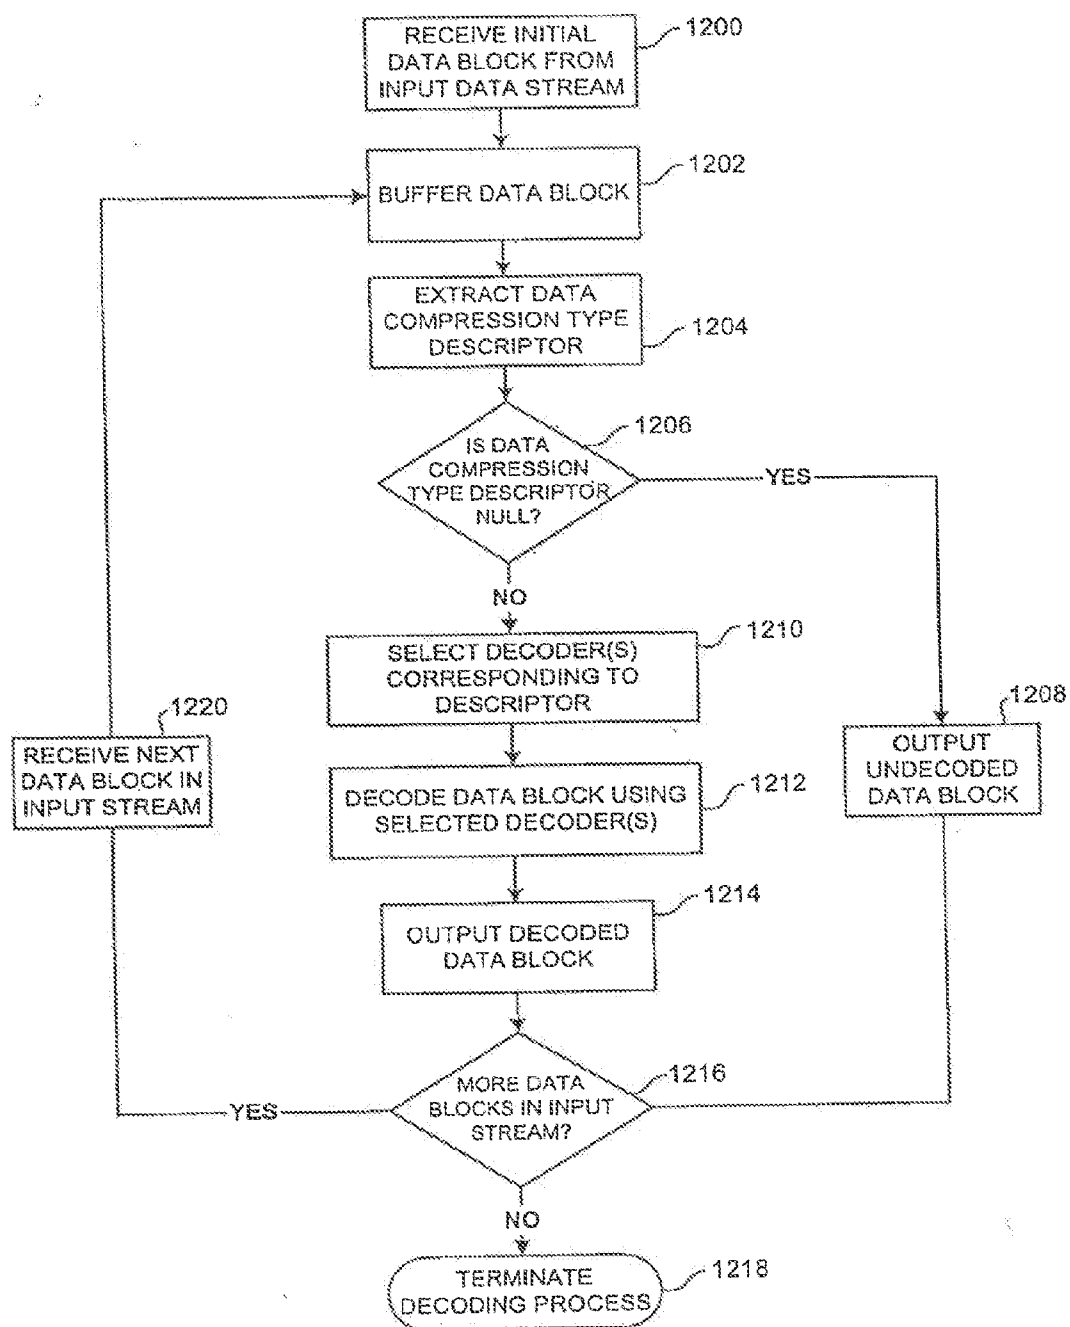 RECEIVE INITIAL
DATA BLOCK FROM
INPUT DATA STREAM
1200
BUFFER DATA BLOCK
1202
EXTRACT DATA
COMPRESSION TYPE
DESCRIPTOR
1204
IS DATA
COMPRESSION
TYPE DESCRIPTOR
NULL?
1206
YES
NO
SELECT DECODER(S)
CORRESPONDING TO
DESCRIPTOR
1210
1220
RECEIVE NEXT
DATA BLOCK IN
INPUT STREAM
1208
OUTPUT
UNDECODED
DATA BLOCK
DECODE DATA BLOCK USING
SELECTED DECODER(S)
1212
OUTPUT DECODED
DATA BLOCK
1214
MORE DATA
BLOCKS IN INPUT
STREAM?
1216
YES
NO
TERMINATE
DECODING PROCESS
1218